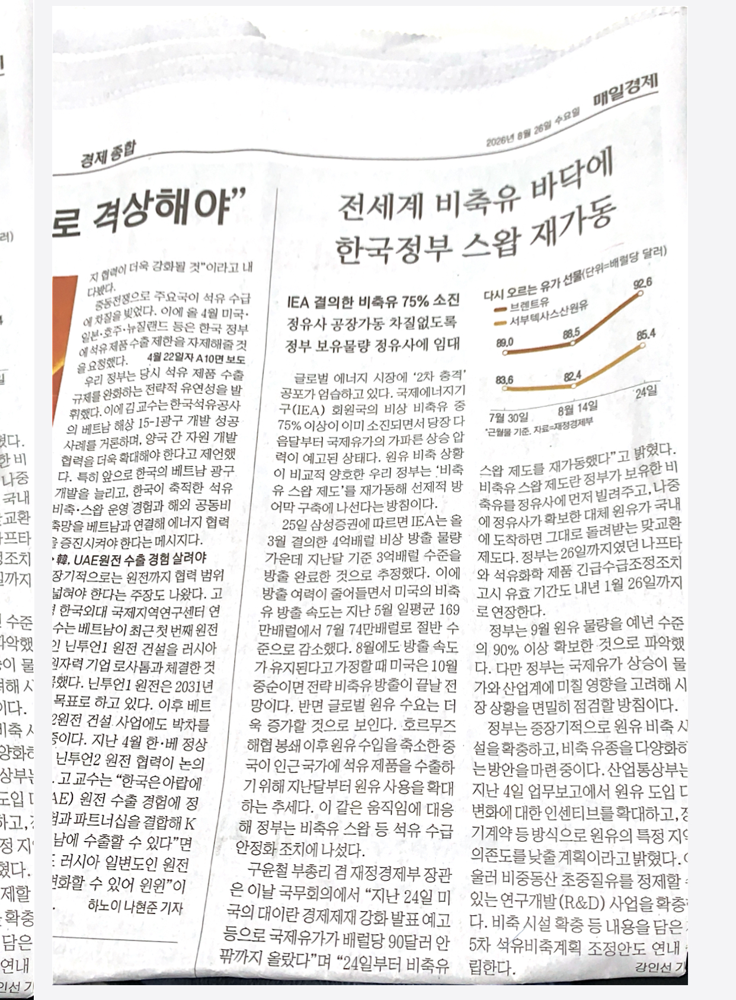 매일경제
2026년 8월 26일 수요일
경제 종합
로 격상해야”
지 협력이 더욱 강화될 것”이라고 내
다봤다.
중동전쟁으로 주요국이 석유 수급
에 차질을 빚었다. 이에 올 4월 미국·
일본·호주·뉴질랜드 등은 한국 정부
에 석유 제품 수출 제한을 자제해줄 것
을 요청했다. 4월 22일자 A10면 보도
우리 정부는 당시 석유 제품 수출
규제를 완화하는 전략적 유연성을 발
휘했다. 이에 김 교수는 한국석유공사
의 베트남 해상 15-1광구 개발 성공
사례를 거론하며, 양국 간 자원 개발
협력을 더욱 확대해야 한다고 제언했
다. 특히 앞으로 한국의 베트남 광구
개발을 늘리고, 한국이 축적한 석유
비축·스왑 운영 경험과 해외 공동비
축망을 베트남과 연결해 에너지 협력
을 증진시켜야 한다는 메시지다.
韓, UAE원전 수출 경험 살려야
장기적으로는 원전까지 협력 범위
넓혀야 한다는 주장도 나왔다. 고
한국외대 국제지역연구센터 연
수는 베트남이 최근 첫 번째 원전
인 닌투언1 원전 건설을 러시아
원자력 기업 로사톰과 체결한 것
했다. 닌투언1 원전은 2031년
목표로 하고 있다. 이후 베트
2원전 건설 사업에도 박차를
중이다. 지난 4월 한·베 정상
닌투언2 원전 협력이 논의
. 고 교수는 “한국은 아랍에
AE) 원전 수출 경험에 정
험과 파트너십을 결합해 K
남에 수출할 수 있다”면
러시아 일변도인 원전
변화할 수 있어 윈윈”이
.
하노이 나현준 기자
전세계 비축유 바닥에
한국정부 스왑 재가동
IEA 결의한 비축유 75% 소진
정유사 공장가동 차질없도록
정부 보유물량 정유사에 임대
글로벌 에너지 시장에 ‘2차 충격’
공포가 엄습하고 있다. 국제에너지기
구(IEA) 회원국의 비상 비축유 중
75% 이상이 이미 소진되면서 당장 다
음달부터 국제유가의 가파른 상승 압
력이 예고된 상태다. 원유 비축 상황
이 비교적 양호한 우리 정부는 ‘비축
유 스왑 제도’를 재가동해 선제적 방
어막 구축에 나선다는 방침이다.
25일 삼성증권에 따르면 IEA는 올
3월 결의한 4억배럴 비상 방출 물량
가운데 지난달 기준 3억배럴 수준을
방출 완료한 것으로 추정했다. 이에
방출 여력이 줄어들면서 미국의 비축
유 방출 속도는 지난 5월 일평균 169
만배럴에서 7월 74만배럴로 절반 수
준으로 감소했다. 8월에도 방출 속도
가 유지된다고 가정할 때 미국은 10월
중순이면 전략 비축유 방출이 끝날 전
망이다. 반면 글로벌 원유 수요는 더
욱 증가할 것으로 보인다. 호르무즈
해협 봉쇄 이후 원유 수입을 축소한 중
국이 인근 국가에 석유 제품을 수출하
기 위해 지난달부터 원유 사용을 확대
하는 추세다. 이 같은 움직임에 대응
해 정부는 비축유 스왑 등 석유 수급
안정화 조치에 나섰다.
구윤철 부총리 겸 재정경제부 장관
은 이날 국무회의에서 “지난 24일 미
국의 대이란 경제제재 강화 발표 예고
등으로 국제유가가 배럴당 90달러 안
팎까지 올랐다”며 “24일부터 비축유
다시 오르는 유가 선물(단위=배럴당 달러)
브렌트유
서부텍사스산원유
89.0
88.5
92.6
83.6
82.4
85.4
7월 30일
8월 14일
24일
*근월물 기준. 자료=재정경제부
스왑 제도를 재가동했다”고 밝혔다.
비축유 스왑 제도란 정부가 보유한 비
축유를 정유사에 먼저 빌려주고, 나중
에 정유사가 확보한 대체 원유가 국내
에 도착하면 그대로 돌려받는 맞교환
제도다. 정부는 26일까지였던 나프타
와 석유화학 제품 긴급수급조정조치
고시 유효 기간도 내년 1월 26일까지
로 연장한다.
정부는 9월 원유 물량을 예년 수준
의 90% 이상 확보한 것으로 파악했
다. 다만 정부는 국제유가 상승이 물
가와 산업계에 미칠 영향을 고려해 시
장 상황을 면밀히 점검할 방침이다.
정부는 중장기적으로 원유 비축 시
설을 확충하고, 비축 유종을 다양화하
는 방안을 마련 중이다. 산업통상부는
지난 4일 업무보고에서 원유 도입
변화에 대한 인센티브를 확대하고,
기계약 등 방식으로 원유의 특정 지역
의존도를 낮출 계획이라고 밝혔다.
울러 비중동산 초중질유를 정제할
있는 연구개발(R&D) 사업을 확충
다. 비축 시설 확충 등 내용을 담은
5차 석유비축계획 조정안도 연내
립한다.
강인선 기